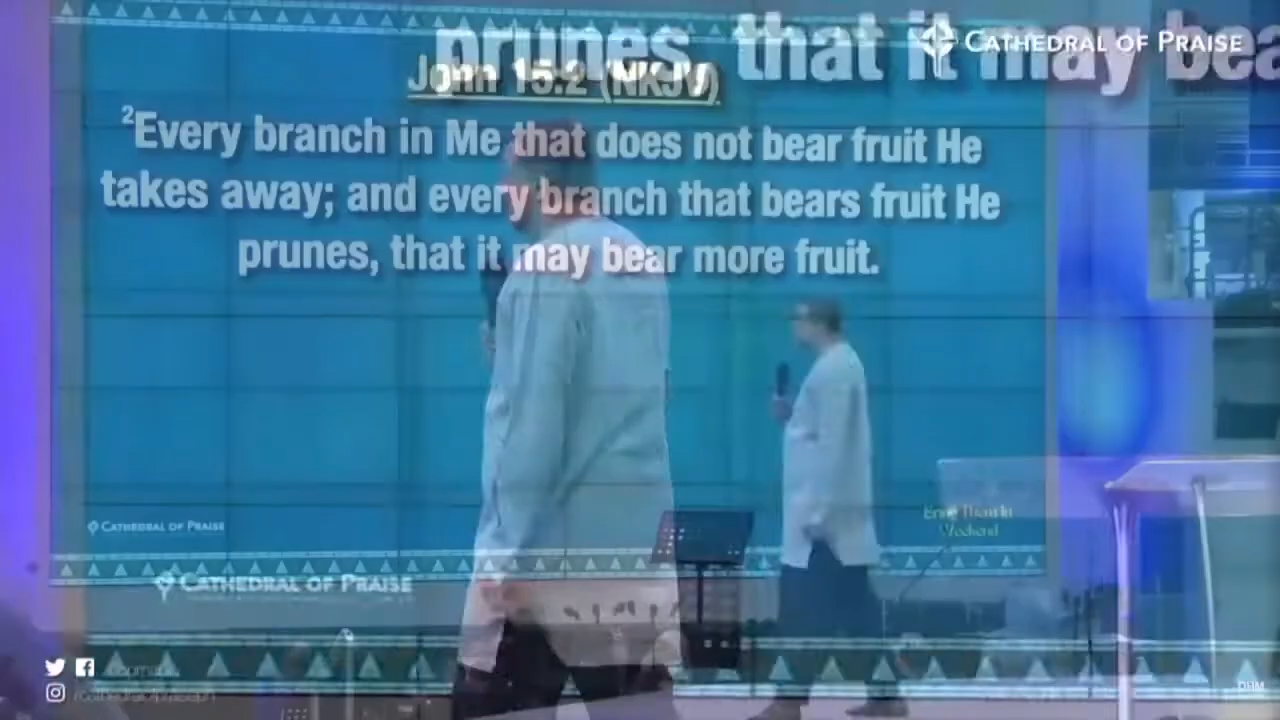 prunes, that it may bea
CATHEDRAL OF PRAISE
John 15:2 (NKJV)
²Every branch in Me that does not bear fruit He
takes away; and every branch that bears fruit He
prunes, that it may bear more fruit.
CATHEDRAL OF PRAISE
Weekend
CATHEDRAL OF PRAISE